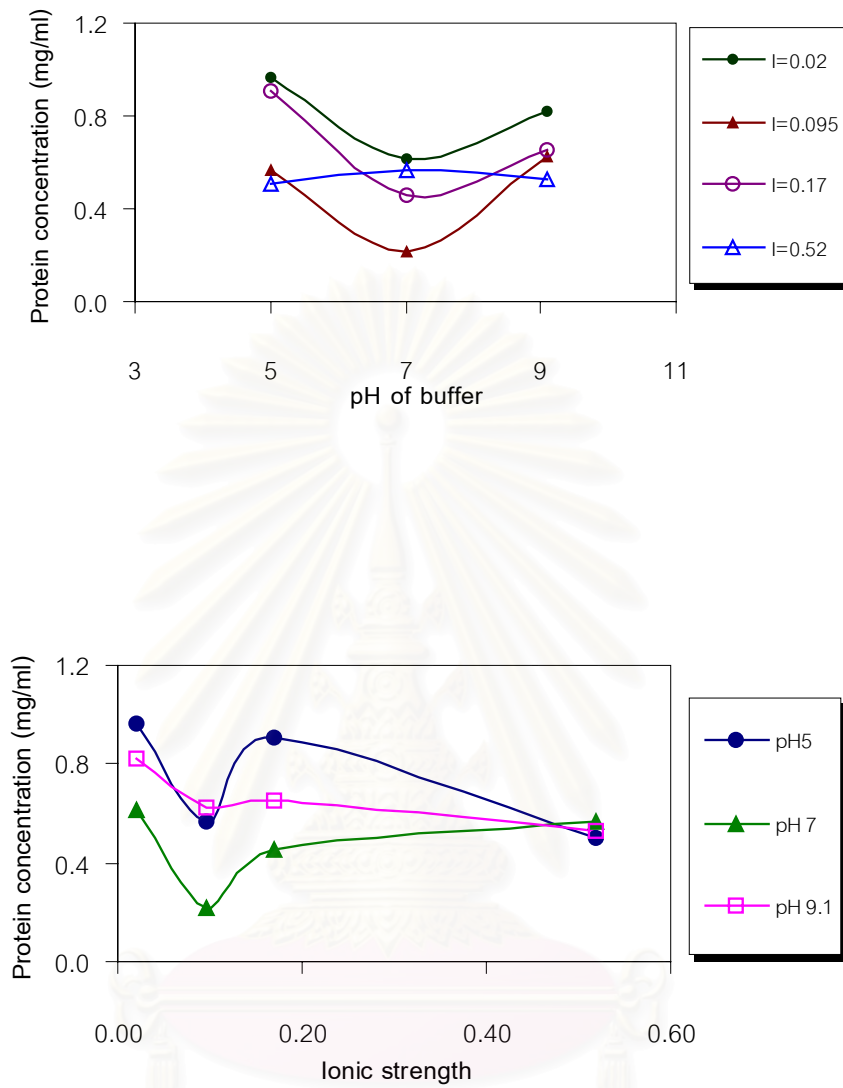 Protein concentration (mg/ml)
1.2
0.8
0.4
0.0
3 5 7 9 11
pH of buffer
I=0.02
I=0.095
I=0.17
I=0.52
Protein concentration (mg/ml)
1.2
0.8
0.4
0.0
0.00 0.20 0.40 0.60
Ionic strength
pH5
pH 7
pH 9.1